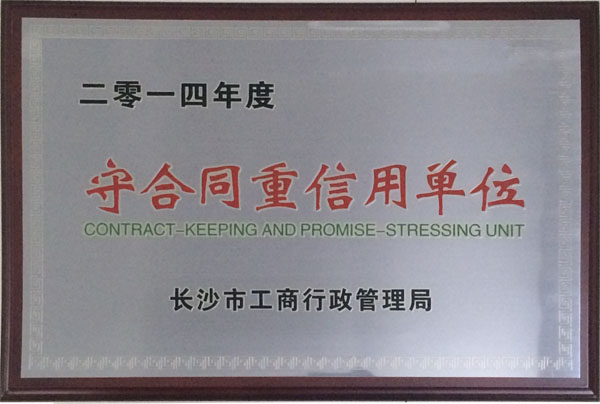 二零一四年度
守合同重信用单位
CONTRACT-KEEPING AND PROMISE-STRESSING UNIT
长沙市工商行政管理局